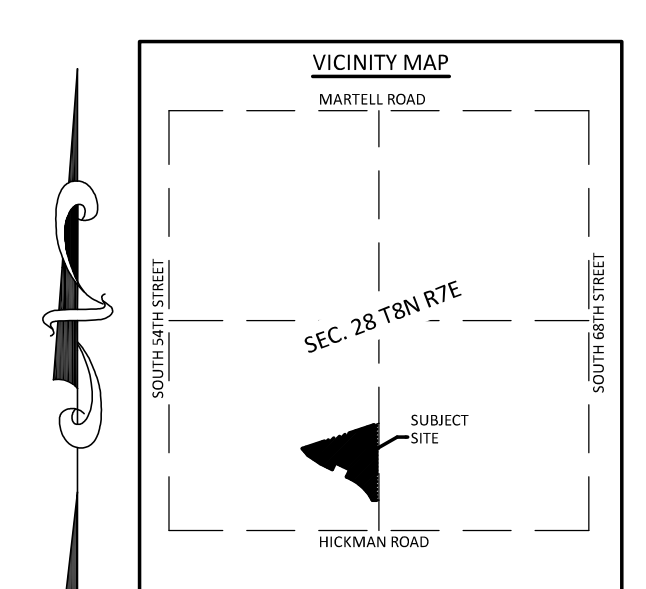 VICINITY MAP
MARTELL ROAD
SOUTH 54TH STREET
SEC. 28 T8N R7E
SOUTH 68TH STREET
SUBJECT
SITE
HICKMAN ROAD